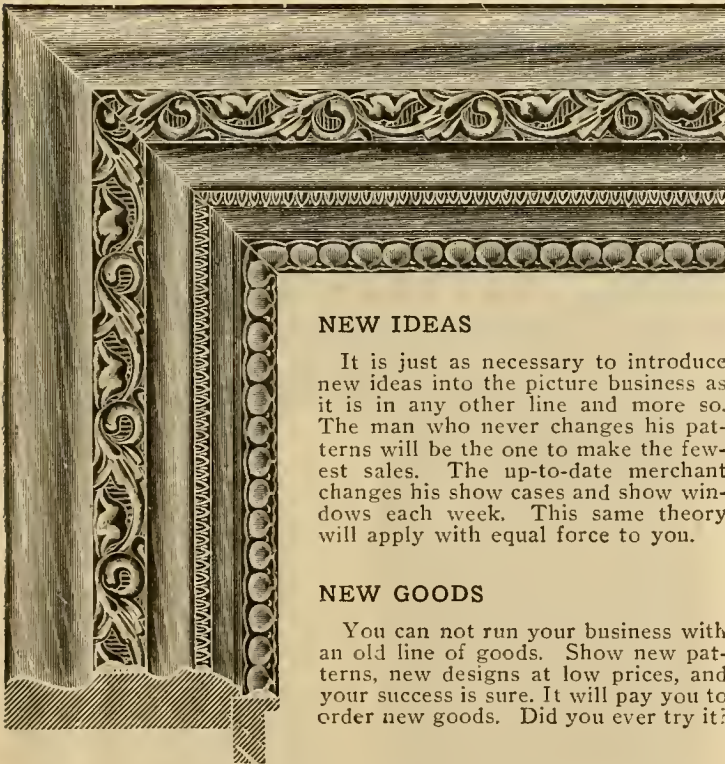 NEW IDEAS
It is just as necessary to introduce
new ideas into the picture business as
it is in any other line and more so.
The man who never changes his pat-
terns will be the one to make the few-
est sales. The up-to-date merchant
changes his show cases and show win-
dows each week. This same theory
will apply with equal force to you.
NEW GOODS
You can not run your business with
an old line of goods. Show new pat-
terns, new designs at low prices, and
your success is sure. It will pay you to
order new goods. Did you ever try it?